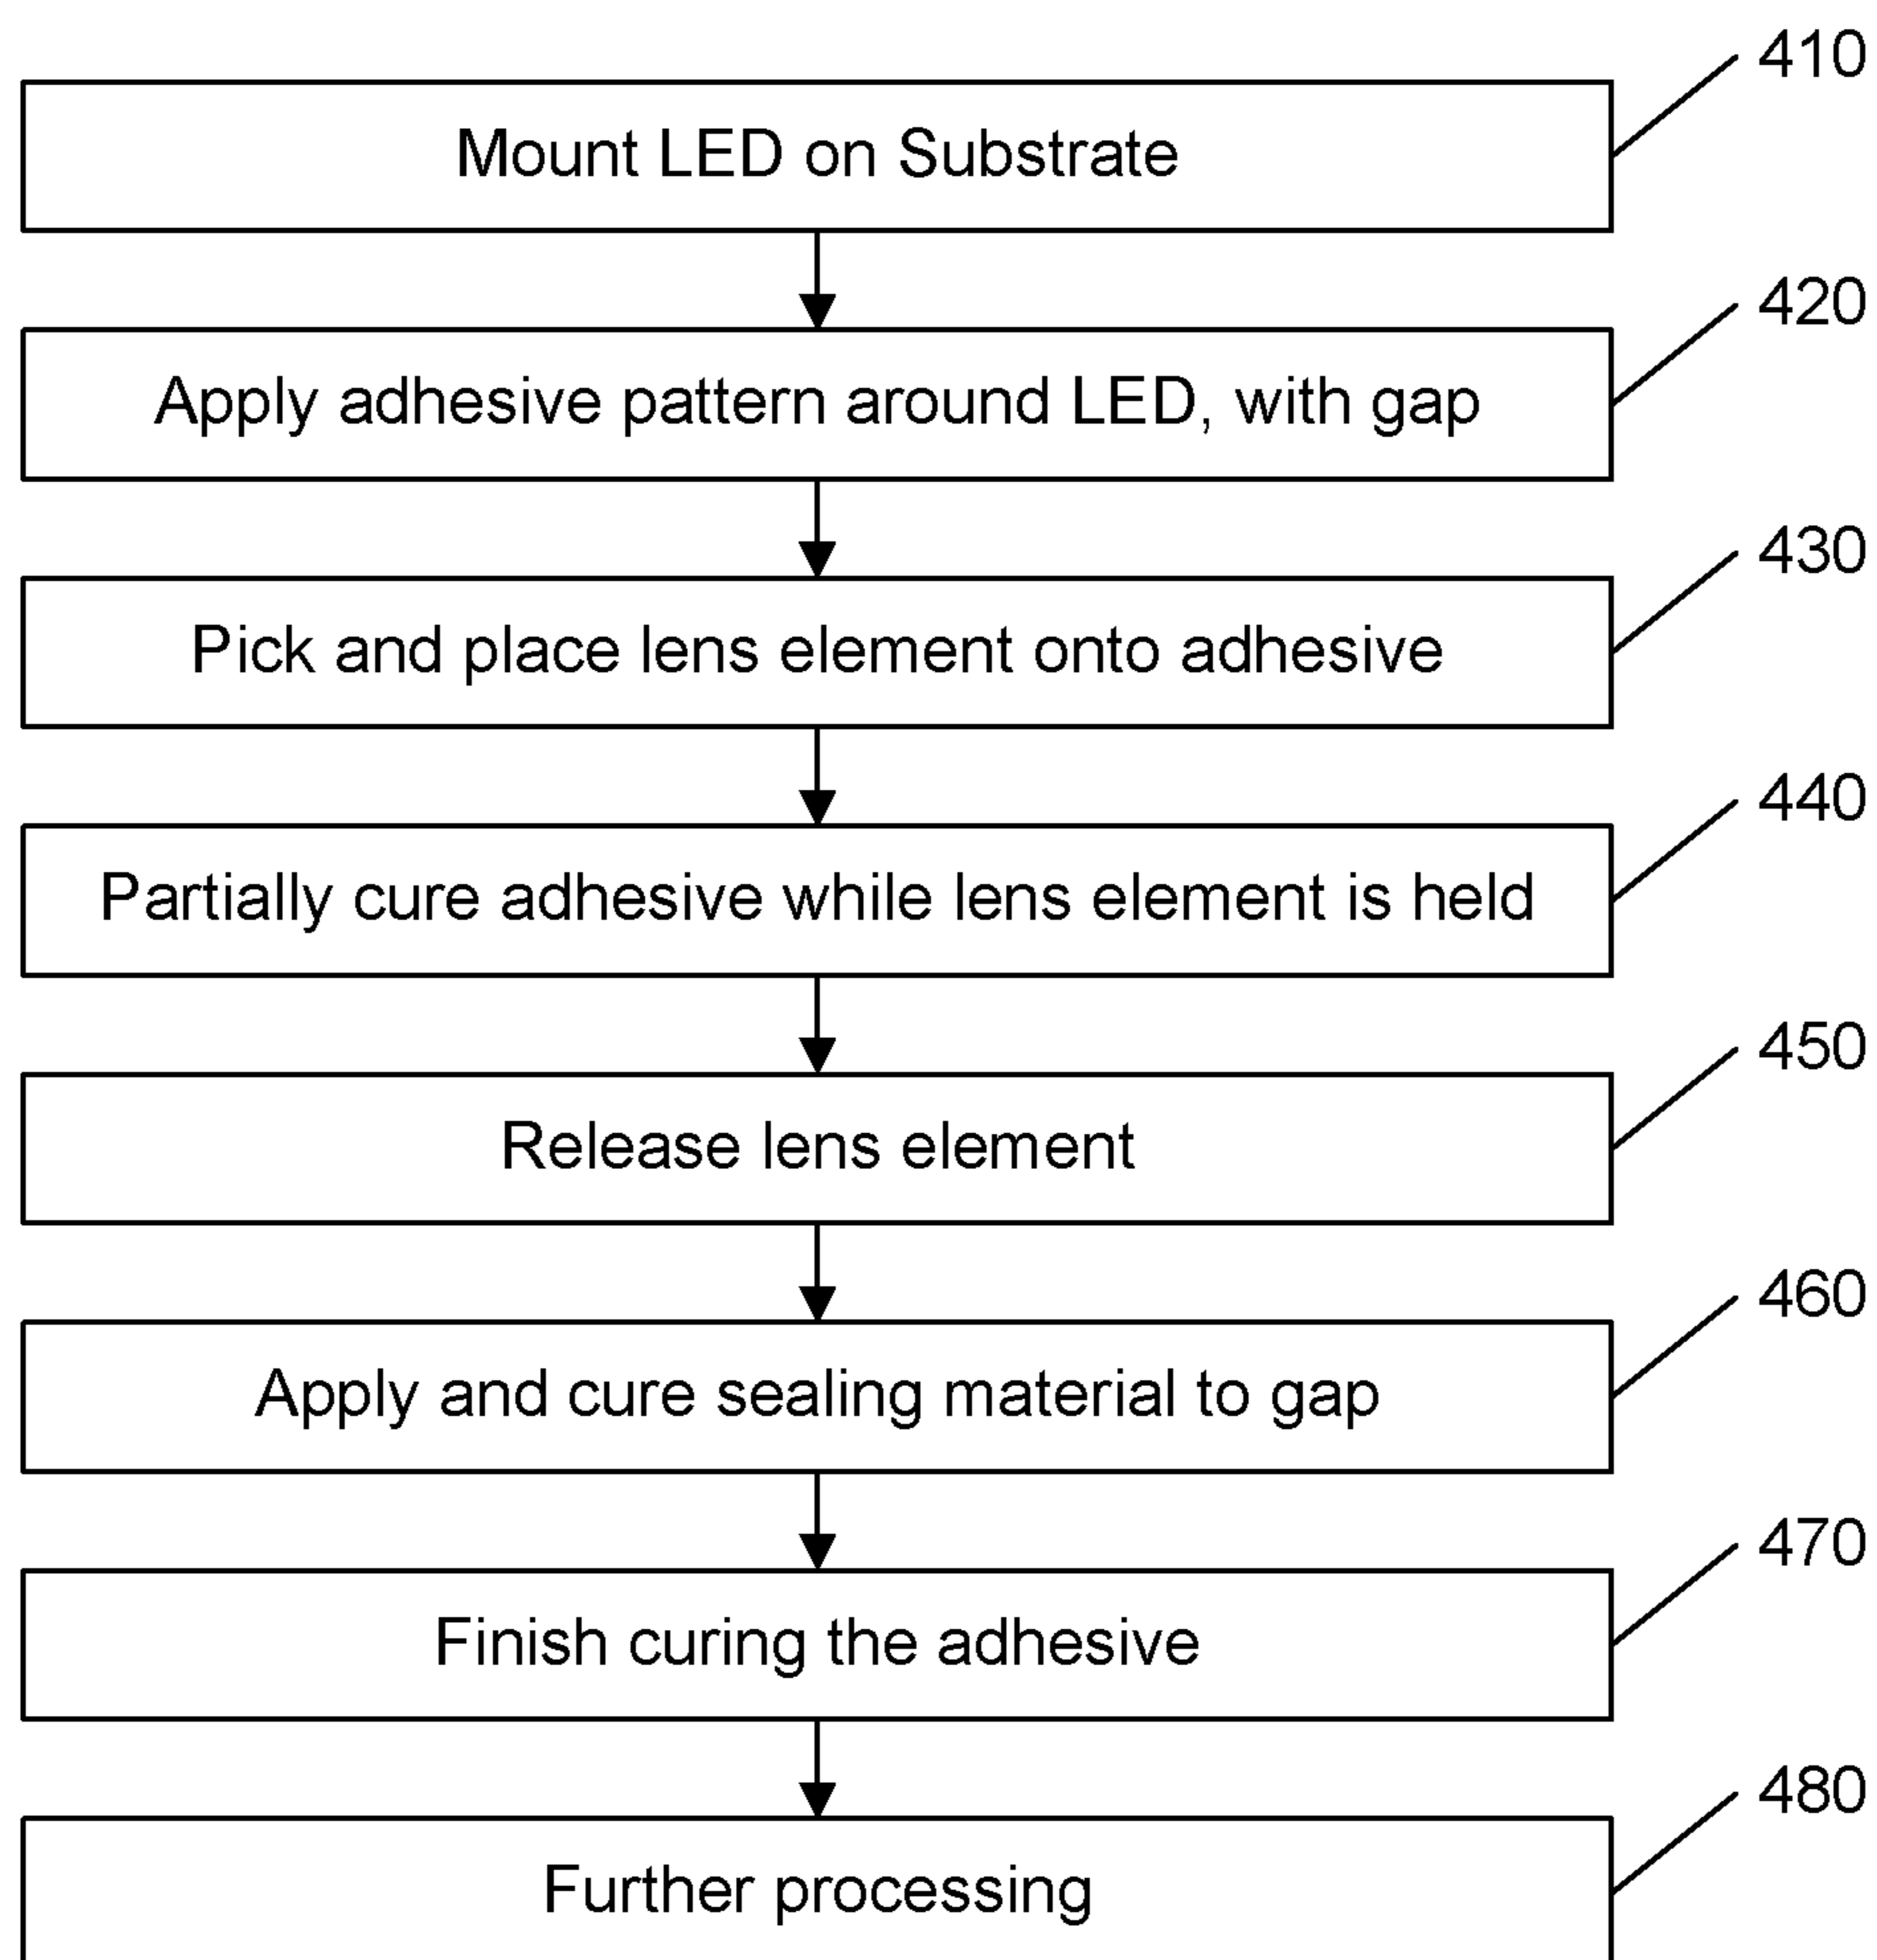 410
Mount LED on Substrate
420
Apply adhesive pattern around LED, with gap
430
Pick and place lens element onto adhesive
440
Partially cure adhesive while lens element is held
450
Release lens element
460
Apply and cure sealing material to gap
470
Finish curing the adhesive
480
Further processing